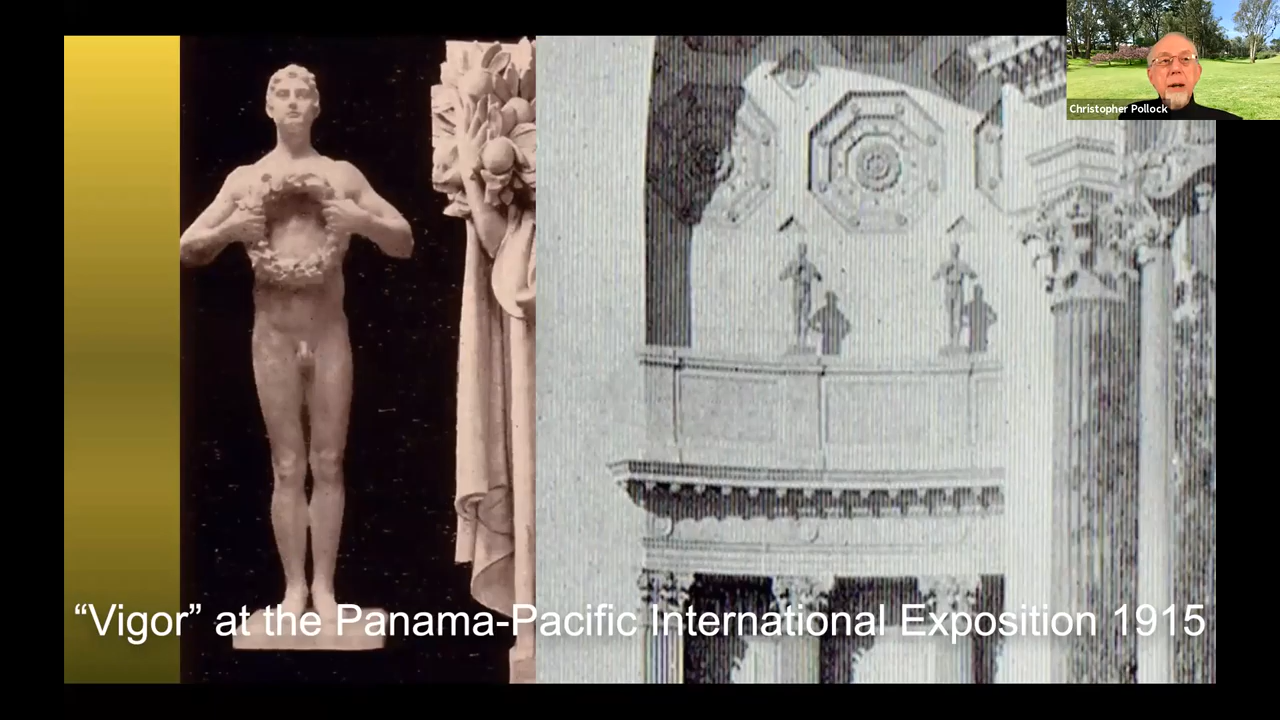 Christopher Pollock
“Vigor” at the Panama-Pacific International Exposition 1915